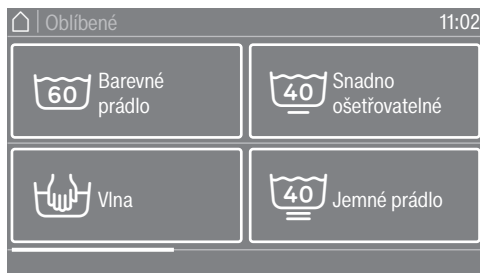 Oblíbené 11:02
60 Barevné
prádlo
40 Snadno
ošetřovatelné
Vlna
40 Jemné prádlo